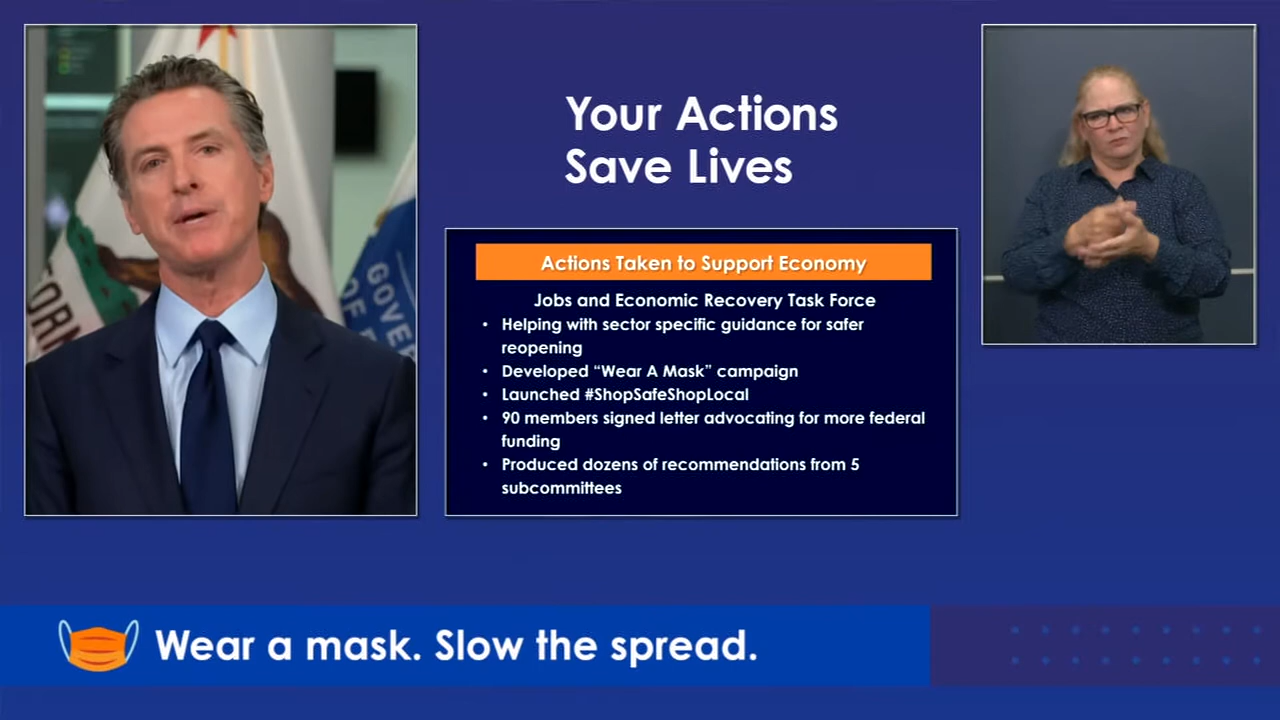 Your Actions
Save Lives
Actions Taken to Support Economy
Jobs and Economic Recovery Task Force
• Helping with sector specific guidance for safer
reopening
• Developed “Wear A Mask” campaign
• Launched #ShopSafeShopLocal
• 90 members signed letter advocating for more federal
funding
• Produced dozens of recommendations from 5
subcommittees
Wear a mask. Slow the spread.